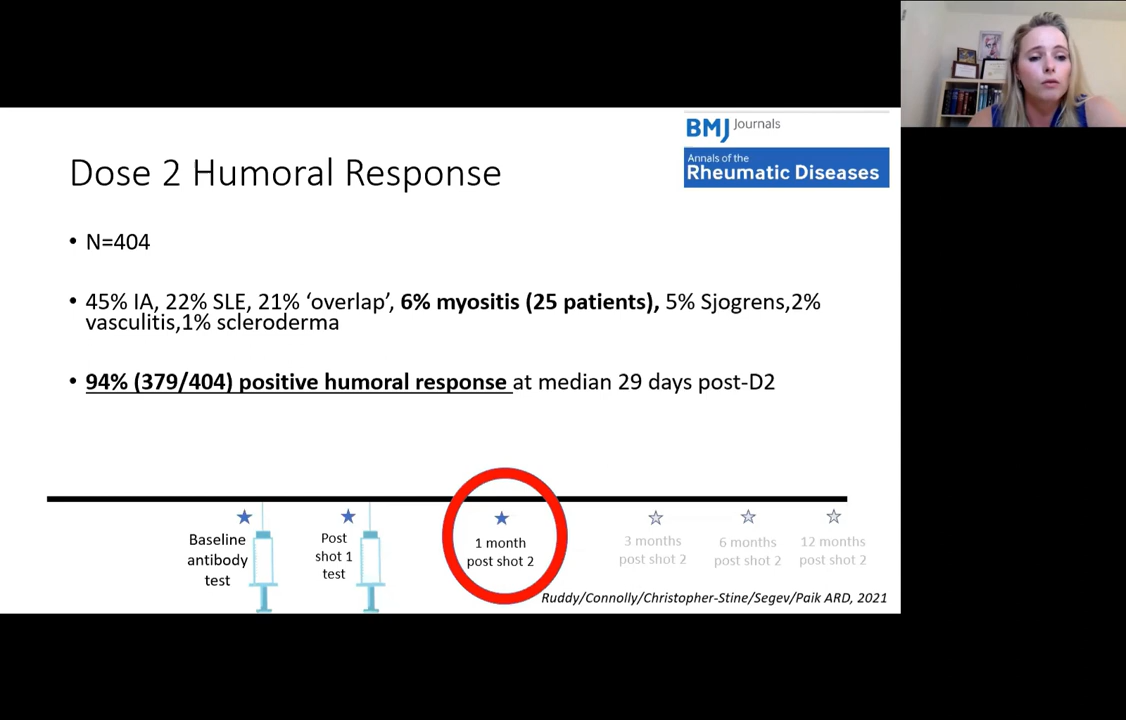 BMJ Journals
Annals of the
Rheumatic Diseases
Dose 2 Humoral Response
• N=404
• 45% IA, 22% SLE, 21% ‘overlap’, 6% myositis (25 patients), 5% Sjogrens,2%
vasculitis,1% scleroderma
• 94% (379/404) positive humoral response at median 29 days post-D2
Baseline
antibody
test
Post
shot 1
test
1 month
post shot 2
3 months
post shot 2
6 months
post shot 2
12 months
post shot 2
Ruddy/Connolly/Christopher-Stine/Segev/Paik ARD, 2021